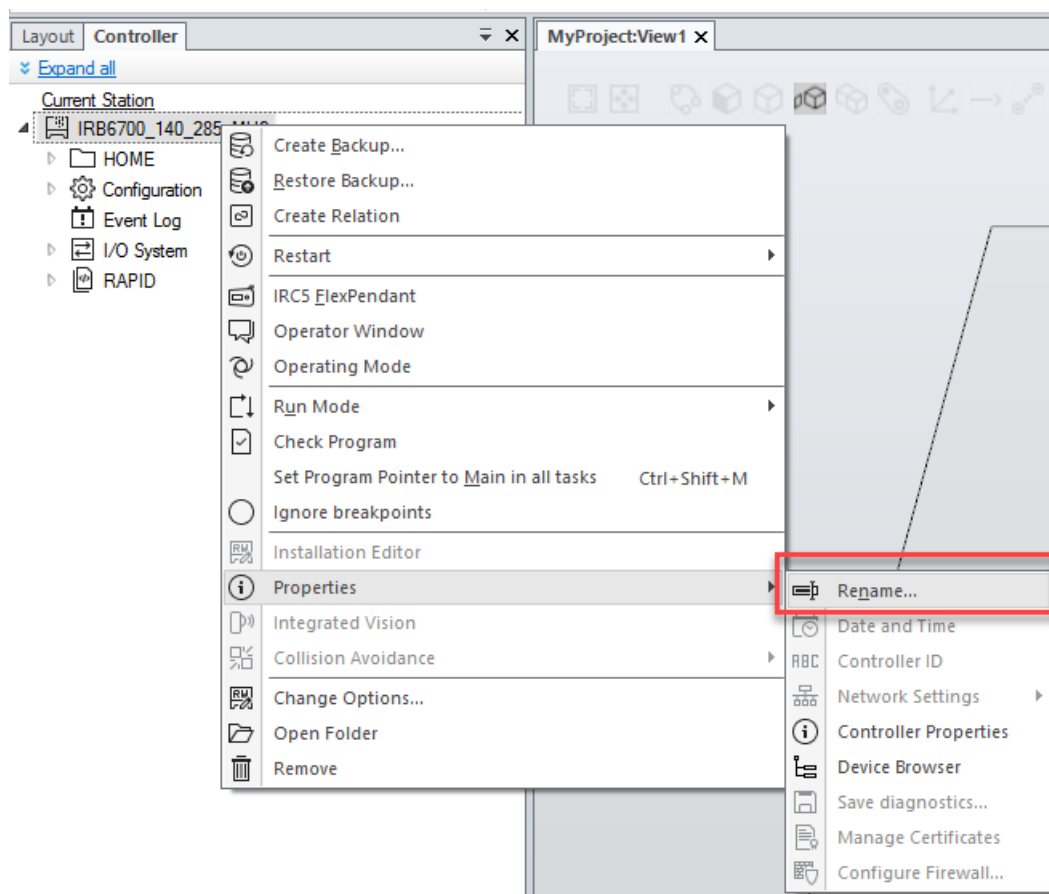 Layout Controller
MyProject:View1
Expand all
Current Station
IRB6700_140_285
HOME
Configuration
Event Log
I/O System
RAPID
Create Backup...
Restore Backup...
Create Relation
Restart
IRC5 FlexPendant
Operator Window
Operating Mode
Run Mode
Check Program
Set Program Pointer to Main in all tasks Ctrl+Shift+M
Ignore breakpoints
Installation Editor
Properties
Integrated Vision
Collision Avoidance
Change Options...
Open Folder
Remove
Rename...
Date and Time
ABC Controller ID
Network Settings
Controller Properties
Device Browser
Save diagnostics...
Manage Certificates
Configure Firewall...